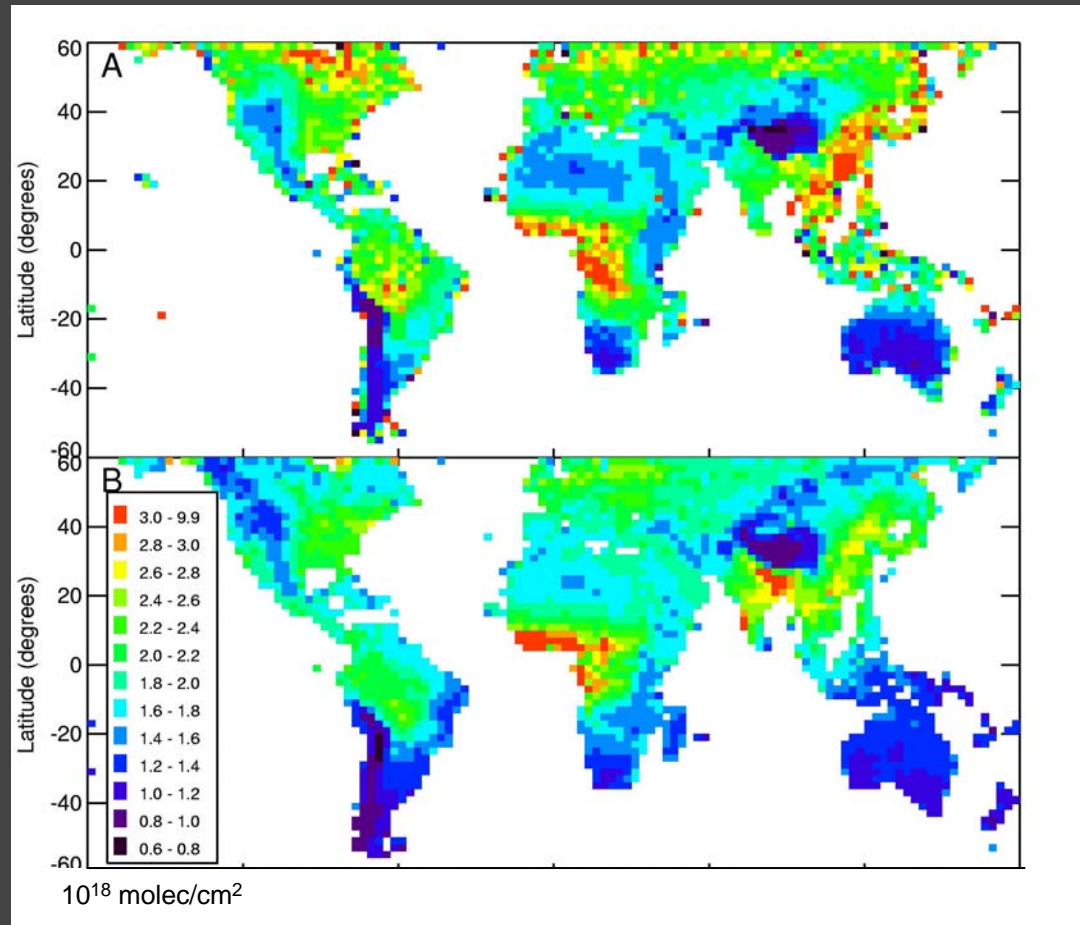 A
60
40
20
0
-20
-40
-60
Latitude (degrees)
B
60
40
20
0
-20
-40
-60
Latitude (degrees)
3.0 - 9.9
2.8 - 3.0
2.6 - 2.8
2.4 - 2.6
2.2 - 2.4
2.0 - 2.2
1.8 - 2.0
1.6 - 1.8
1.4 - 1.6
1.2 - 1.4
1.0 - 1.2
0.8 - 1.0
0.6 - 0.8
10¹⁸ molec/cm²